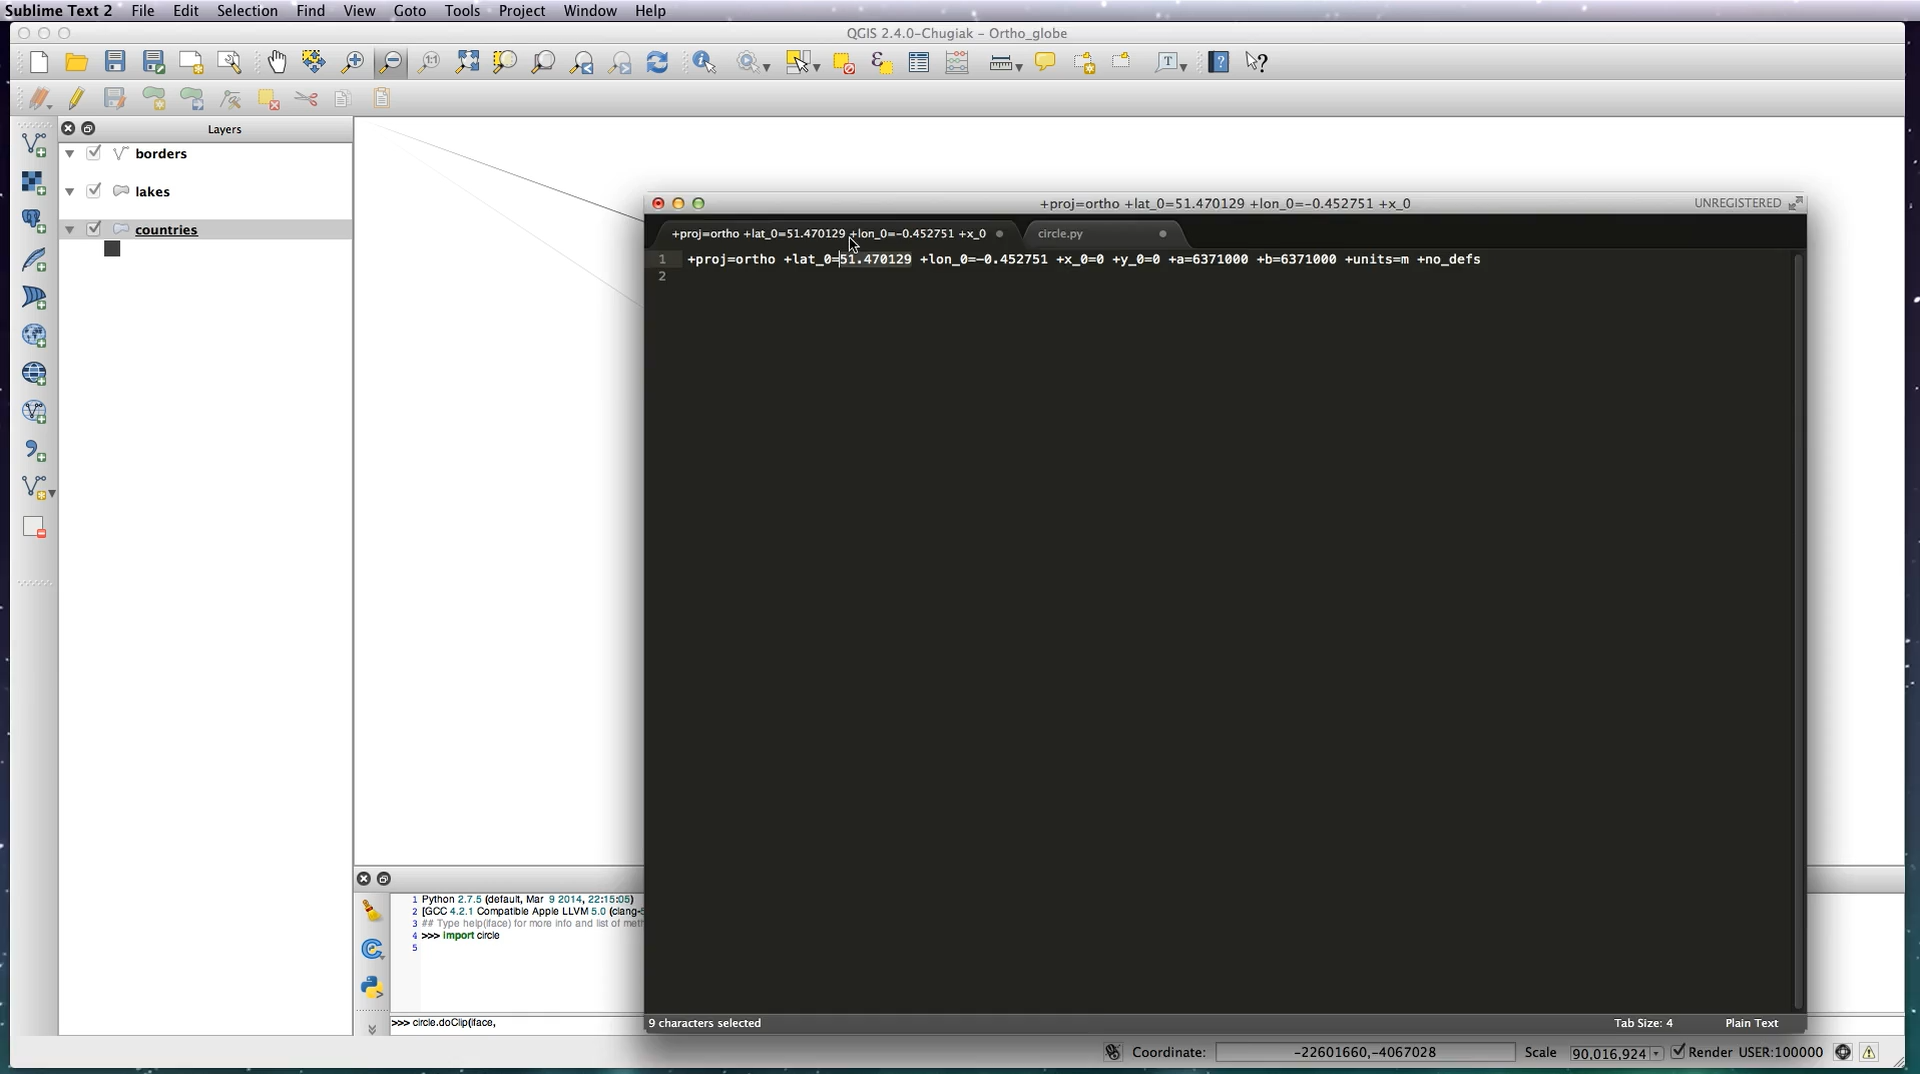 Sublime Text 2 File Edit Selection Find View Goto Tools Project Window Help
QGIS 2.4.0-Chugiak - Ortho_globe
Layers
borders
lakes
countries
+proj=ortho +lat_0=51.470129 +lon_0=-0.452751 +x_0
UNREGISTERED
+proj=ortho +lat_0=51.470129 +lon_0=-0.452751 +x_0
circle.py
1 +proj=ortho +lat_0=51.470129 +lon_0=-0.452751 +x_0=0 +y_0=0 +a=6371000 +b=6371000 +units=m +no_defs
2
1 Python 2.7.5 (default, Mar 9 2014, 22:15:05)
2 [GCC 4.2.1 Compatible Apple LLVM 5.0 (clang-
3 ## Type help(iface) for more info and list of met
4 >>> import circle
5
>>> circle.doClip(iface,
9 characters selected
Tab Size: 4
Plain Text
Coordinate: -22601660,-4067028 Scale 90,016,924 Render USER:100000